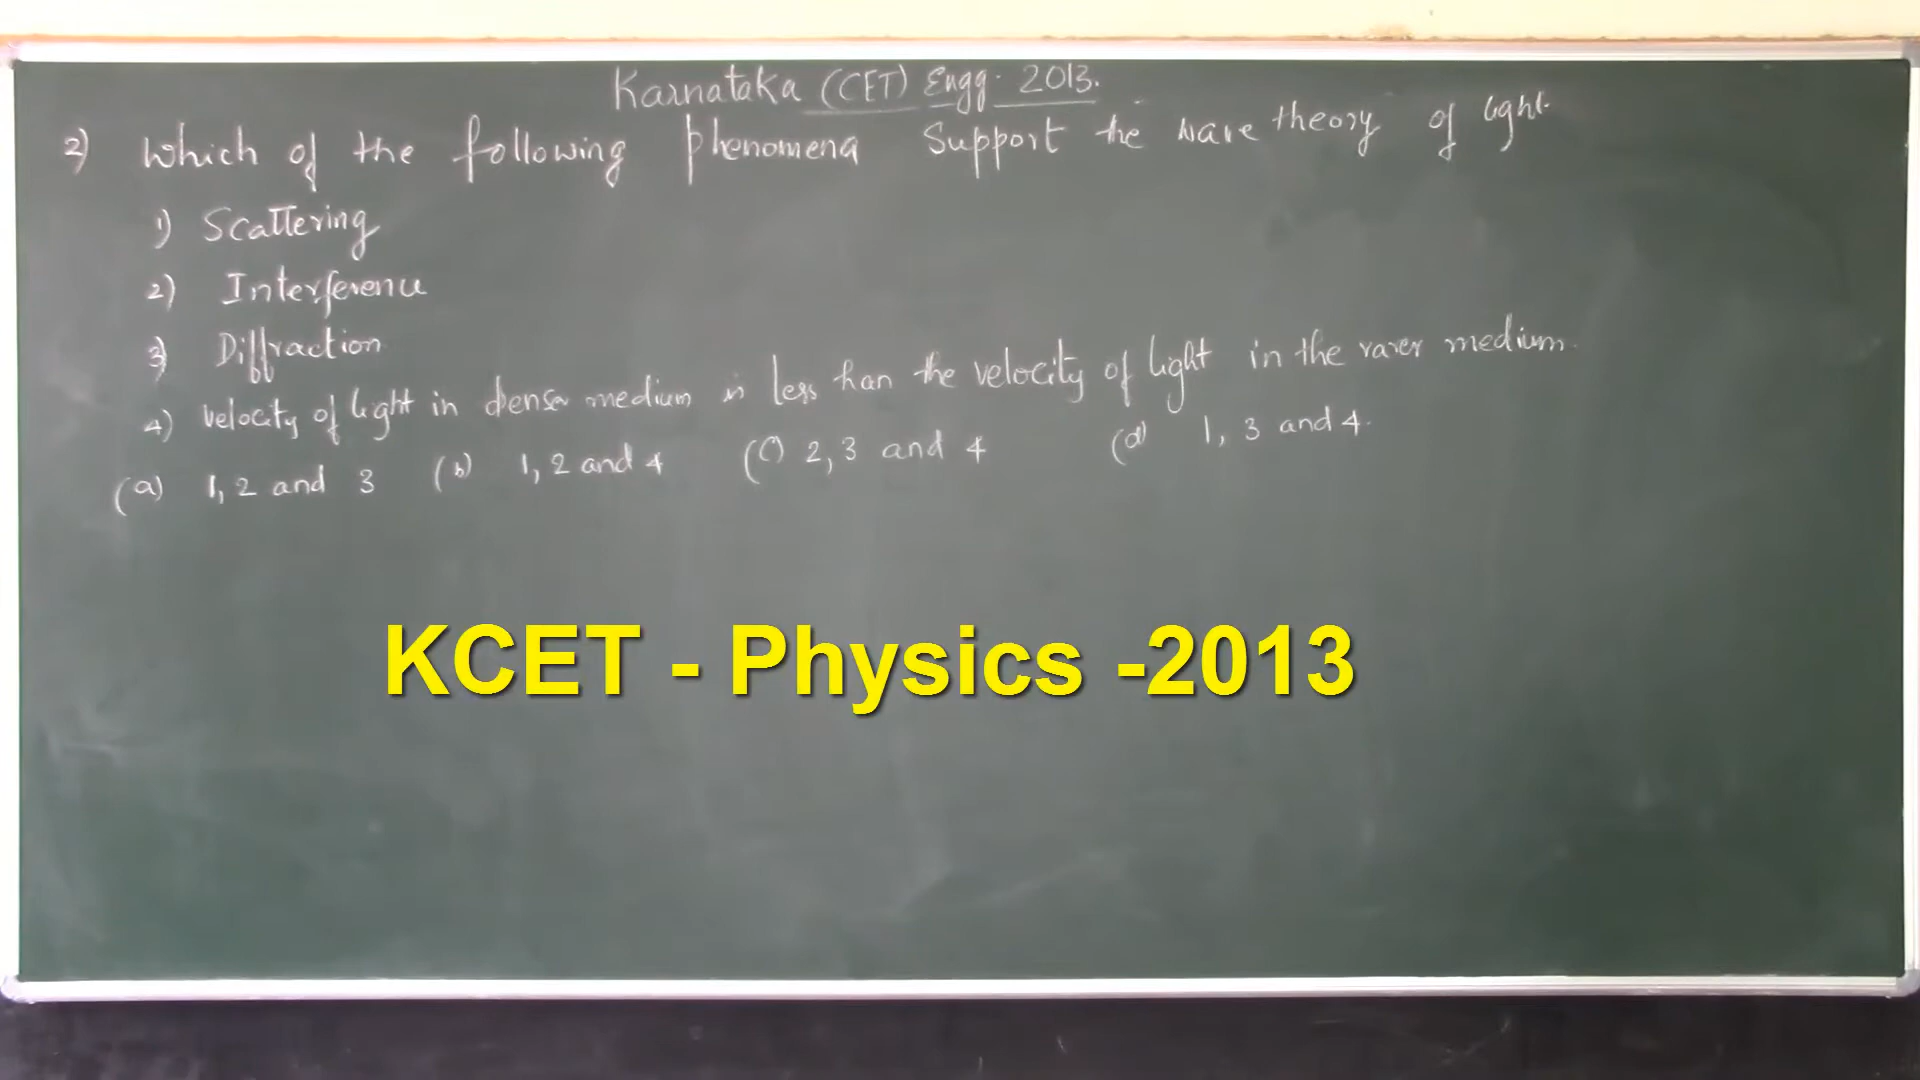 Karnataka (CET) Engg. 2013.
2) Which of the following phenomena Support the wave theory of light.
1) Scattering
2) Interference
3) Diffraction
4) velocity of light in denser medium is less han the velocity of light in the rarer medium.
(a) 1, 2 and 3 (b) 1, 2 and 4 (c) 2, 3 and 4 (d) 1, 3 and 4.
KCET - Physics -2013